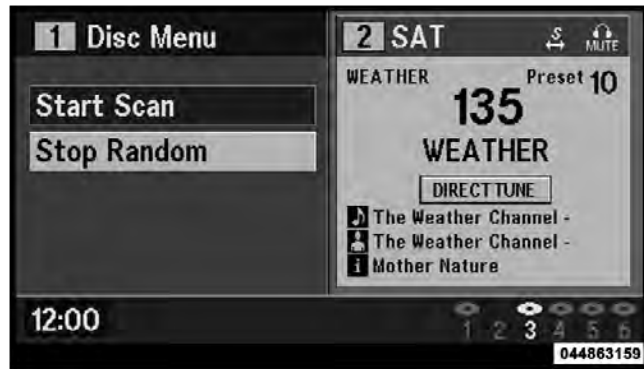 1 Disc Menu
Start Scan
Stop Random
2 SAT
S
MUTE
WEATHER Preset 10
135
WEATHER
DIRECT TUNE
The Weather Channel -
The Weather Channel -
i Mother Nature
12:00
1 2 3 4 5 6
044863159